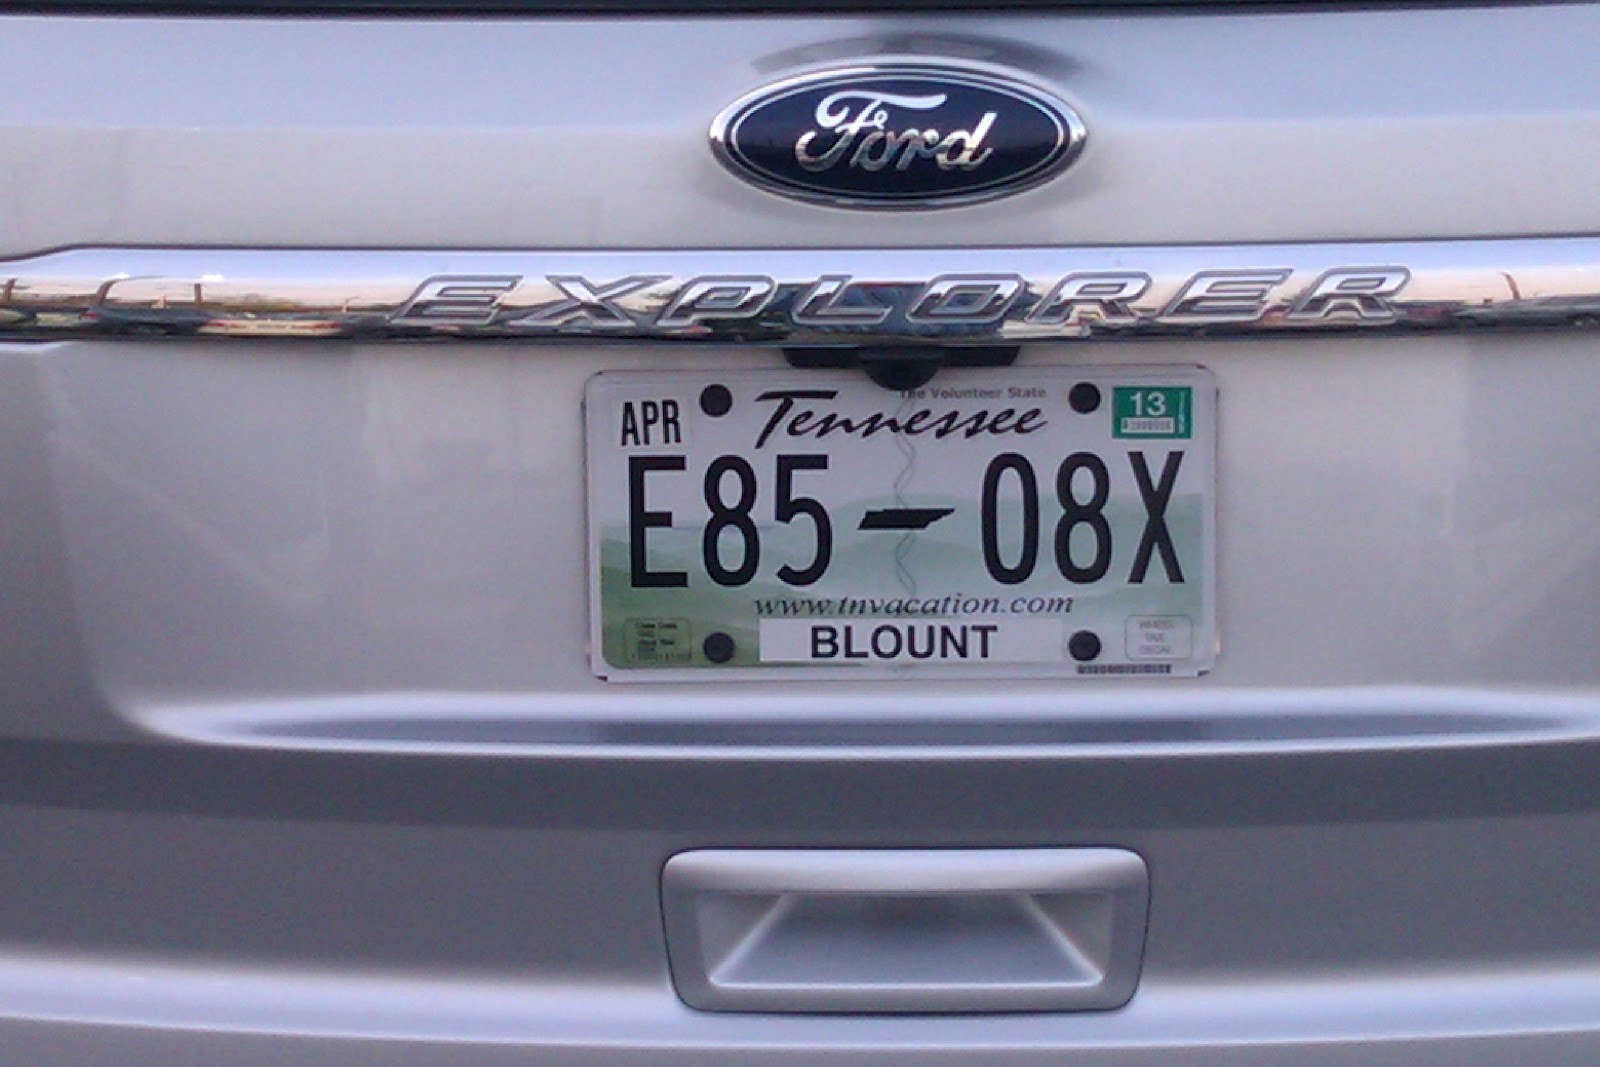 Ford
EXPLORER
The Volunteer State
APR Tennessee 13
E85 08X
www.tnvacation.com
BLOUNT